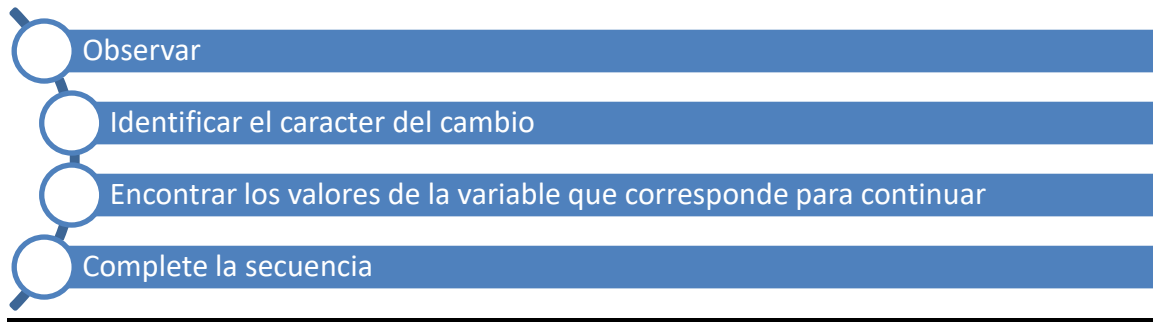 Observar
Identificar el caracter del cambio
Encontrar los valores de la variable que corresponde para continuar
Complete la secuencia